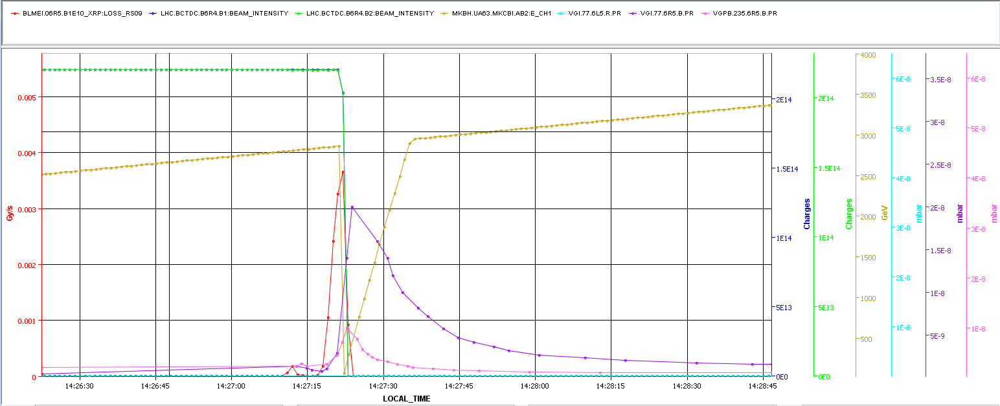 BLMEI.06R5.B1E10_XRP:LOSS_RS09 LHC.BCTDC.B6R4.B1:BEAM_INTENSITY LHC.BCTDC.B6R4.B2:BEAM_INTENSITY MKBH.UA63.MKCBI.AB2:E_CH1 VGI.77.6L5.R.PR VGI.77.6R5.B.PR VGPB.235.6R5.B.PR
Gy/s
0.005
0.004
0.003
0.002
0.001
0
2E14
1.5E14
1E14
5E13
0E0
Charges
2E14
1.5E14
1E14
5E13
0E0
Charges
4000
3500
3000
2500
2000
1500
1000
500
GeV
6E-8
5E-8
4E-8
3E-8
2E-8
1E-8
mbar
3.5E-8
3E-8
2.5E-8
2E-8
1.5E-8
1E-8
5E-9
mbar
6E-8
5E-8
4E-8
3E-8
2E-8
1E-8
mbar
14:26:30 14:26:45 14:27:00 14:27:15 14:27:30 14:27:45 14:28:00 14:28:15 14:28:30 14:28:45
LOCAL_TIME